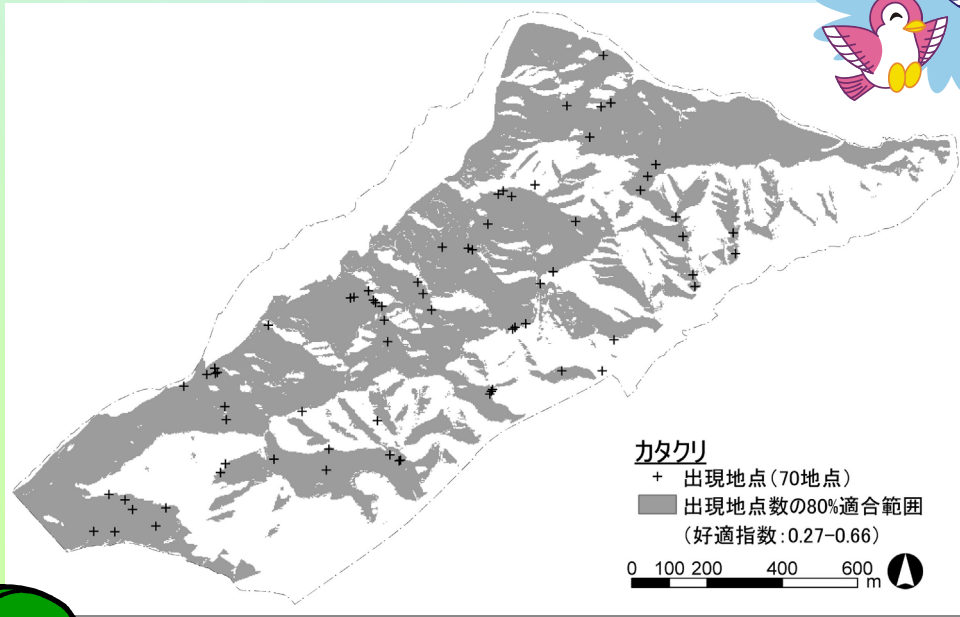 カタクリ
+ 出現地点(70地点)
出現地点数の80%適合範囲
(好適指数:0.27-0.66)
0 100 200 400 600
m